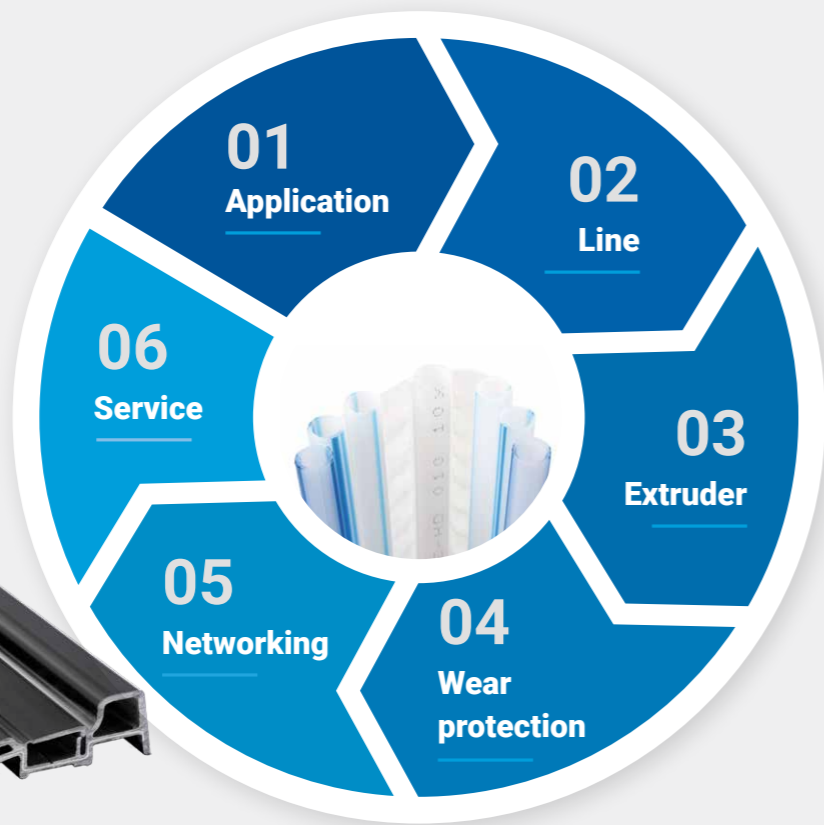 01
Application
02
Line
03
Extruder
04
Wear
protection
05
Networking
06
Service